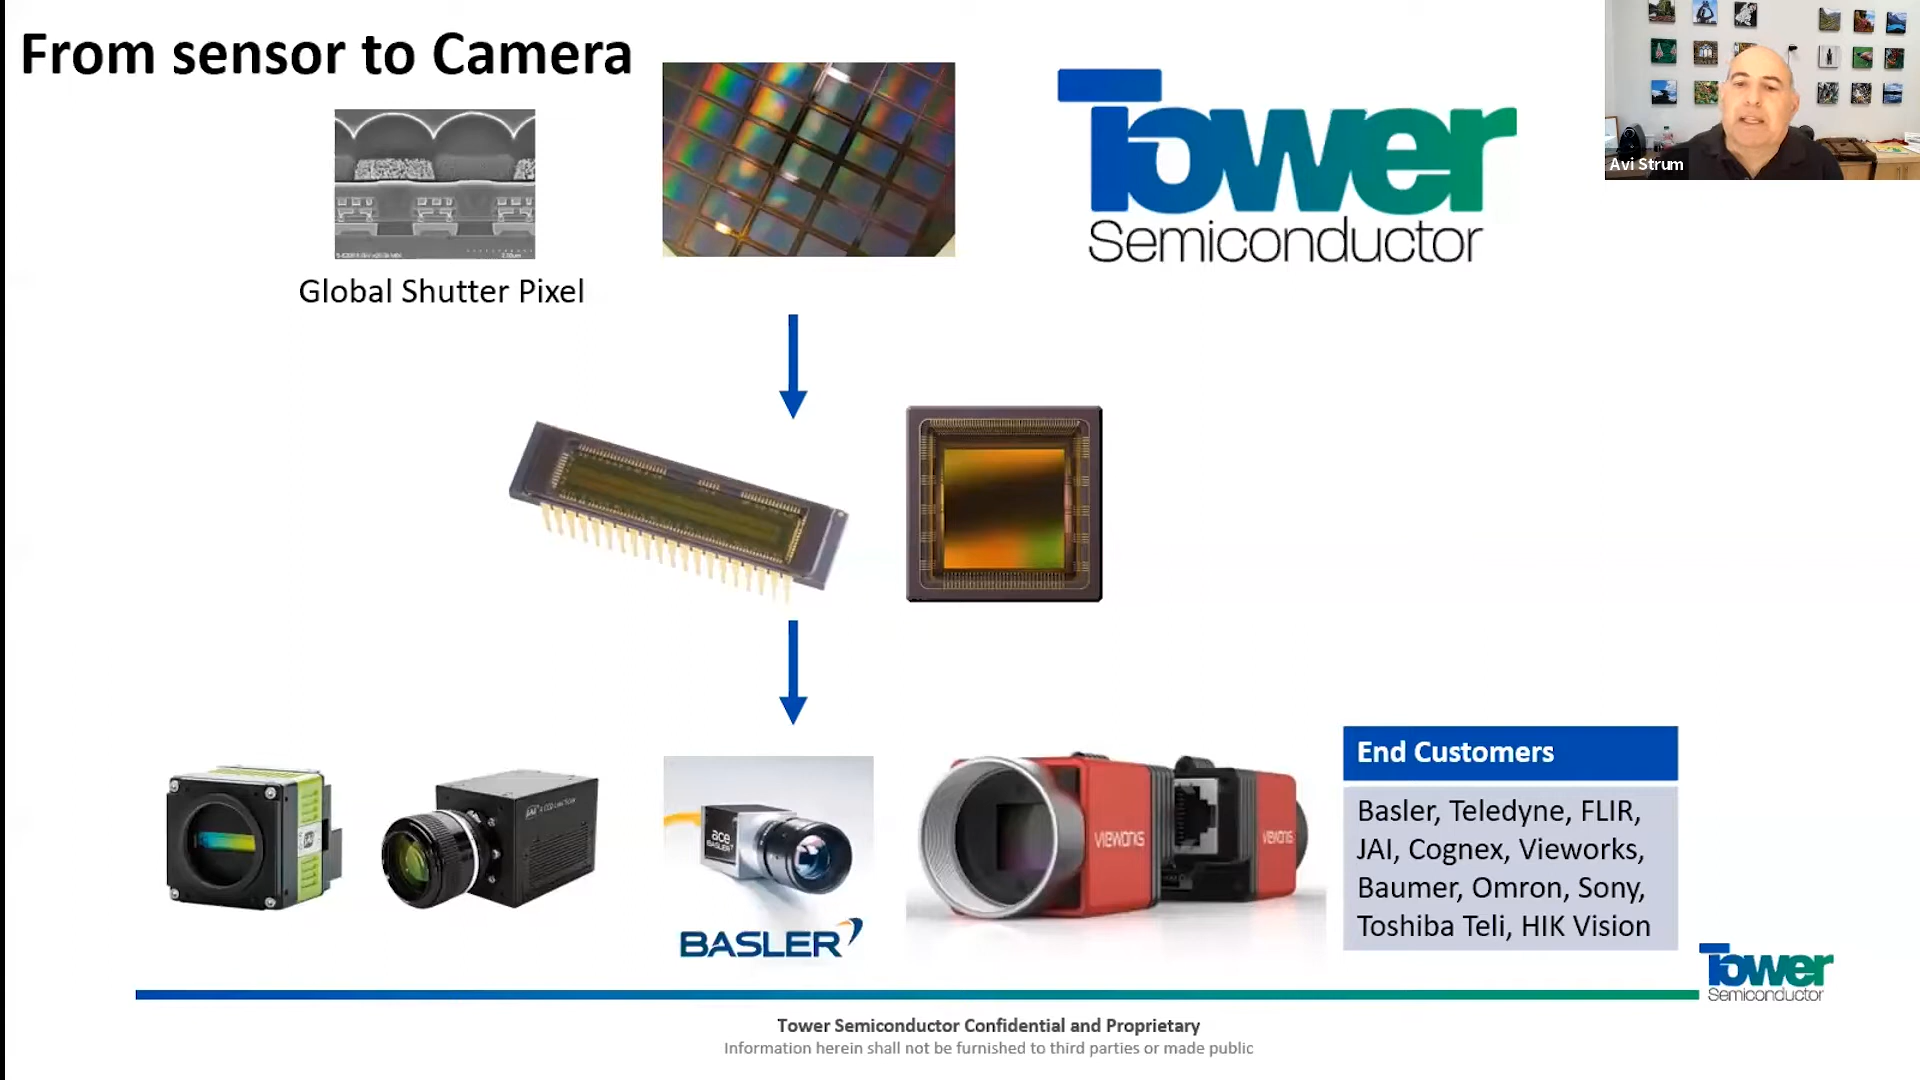 From sensor to Camera
Tower
Semiconductor
Avi Strum
Global Shutter Pixel
ace
BASLER
BASLER
VIEWORKS
VIEWORKS
End Customers
Basler, Teledyne, FLIR,
JAI, Cognex, Vieworks,
Baumer, Omron, Sony,
Toshiba Teli, HIK Vision
Tower
Semiconductor
Tower Semiconductor Confidential and Proprietary
Information herein shall not be furnished to third parties or made public